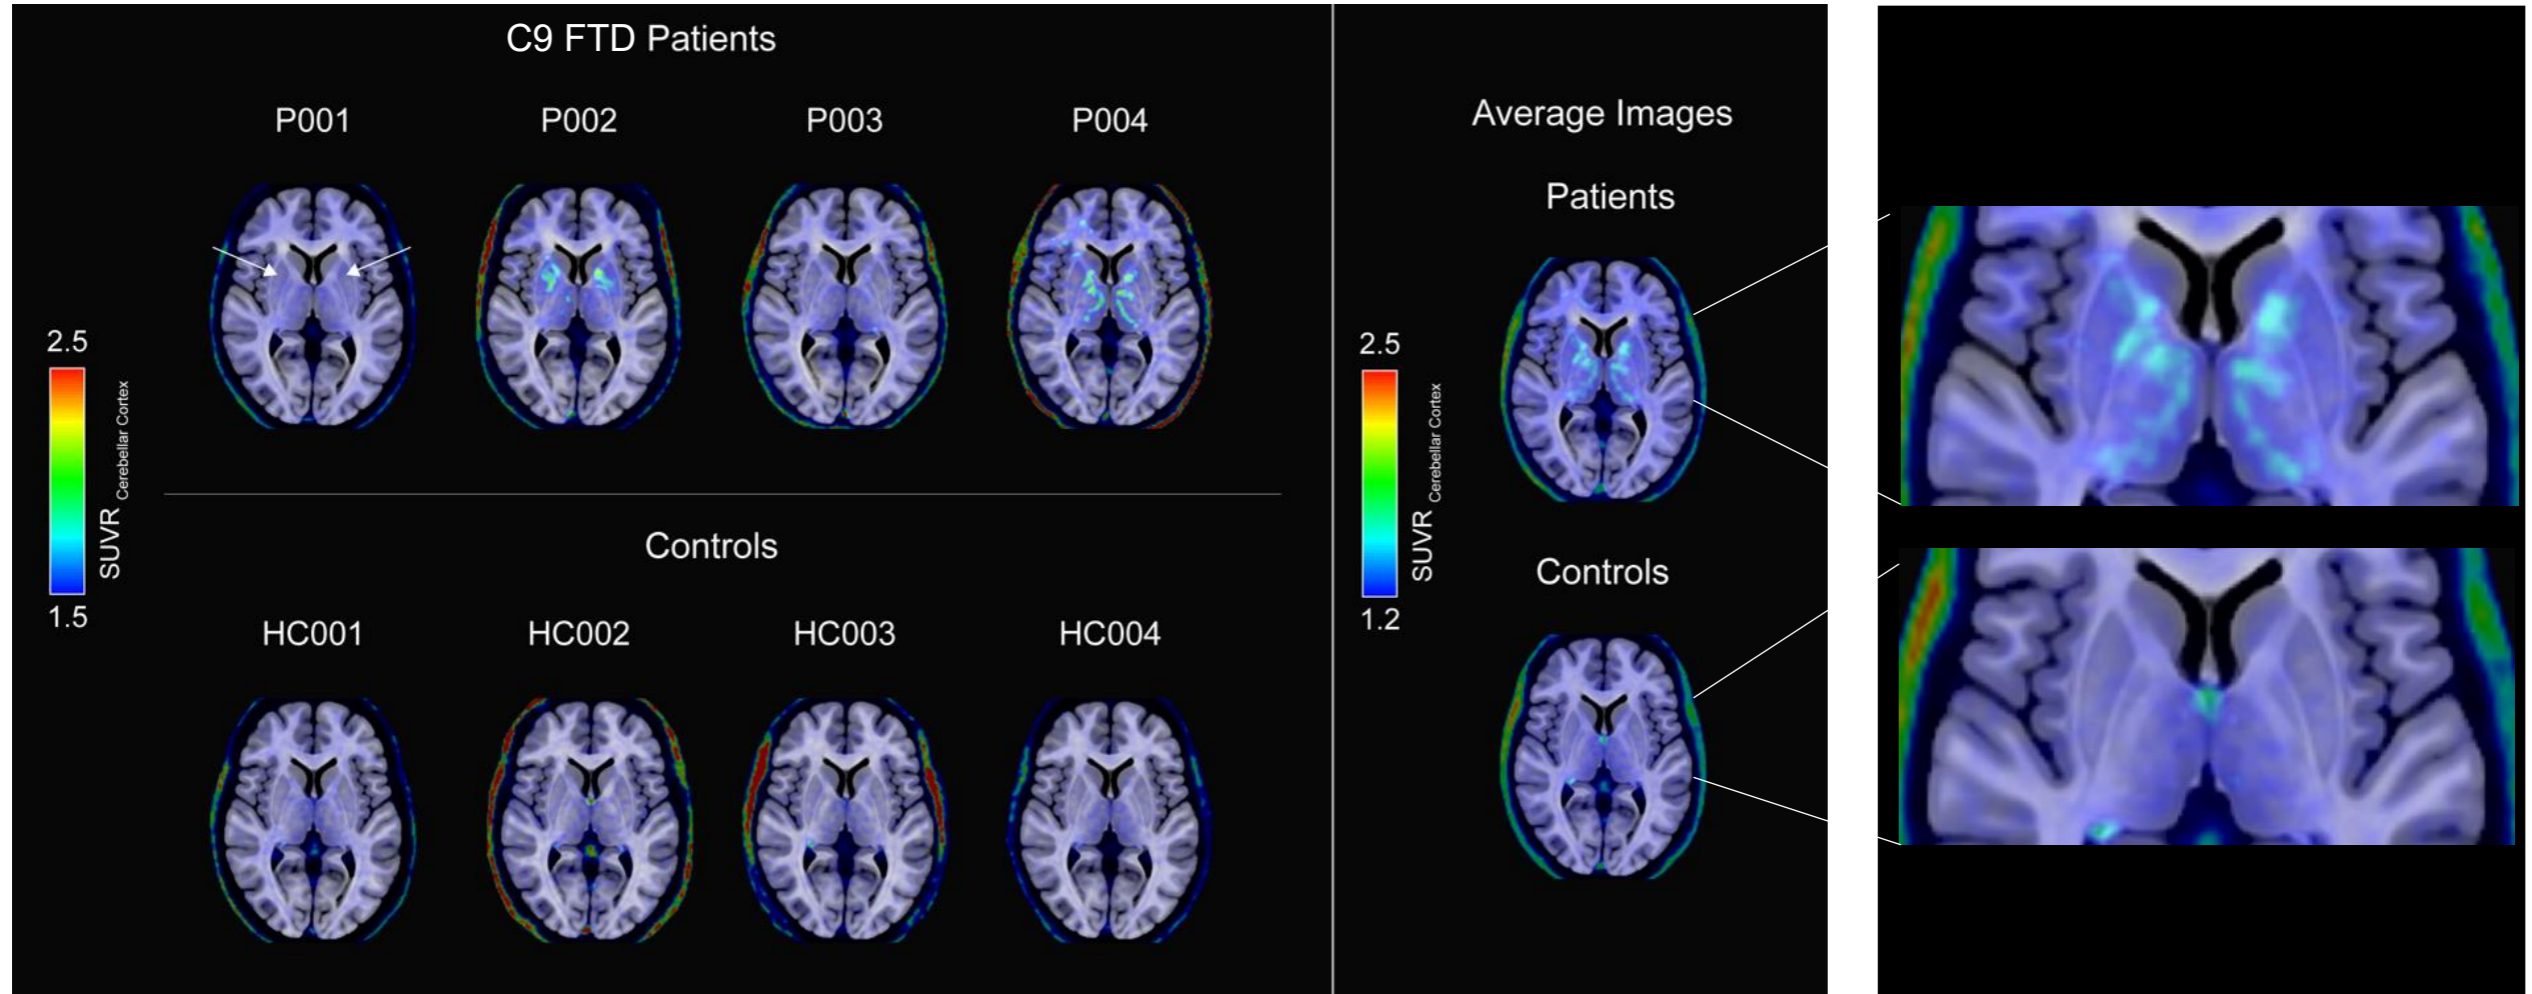 C9 FTD Patients
P001
P002
P003
P004
2.5
SUVR Cerebellar Cortex
1.5
Controls
HC001
HC002
HC003
HC004
Average Images
Patients
2.5
SUVR Cerebellar Cortex
1.2
Controls